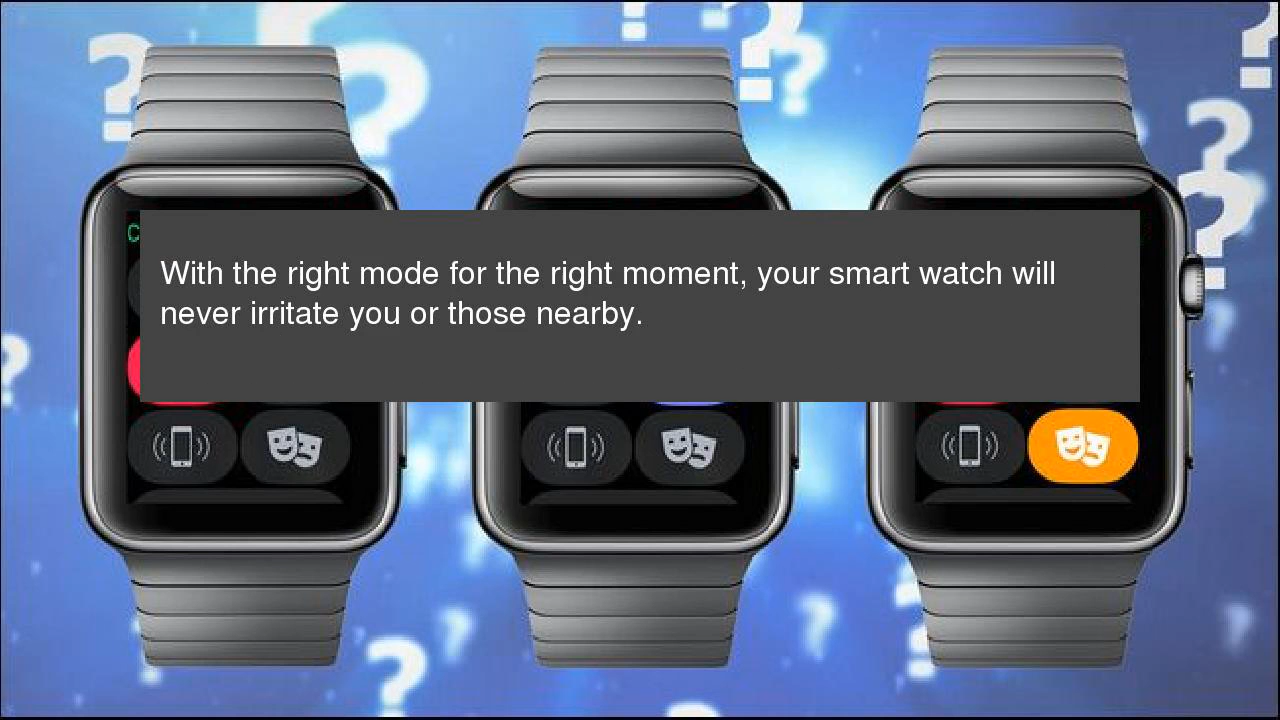 With the right mode for the right moment, your smart watch will
never irritate you or those nearby.